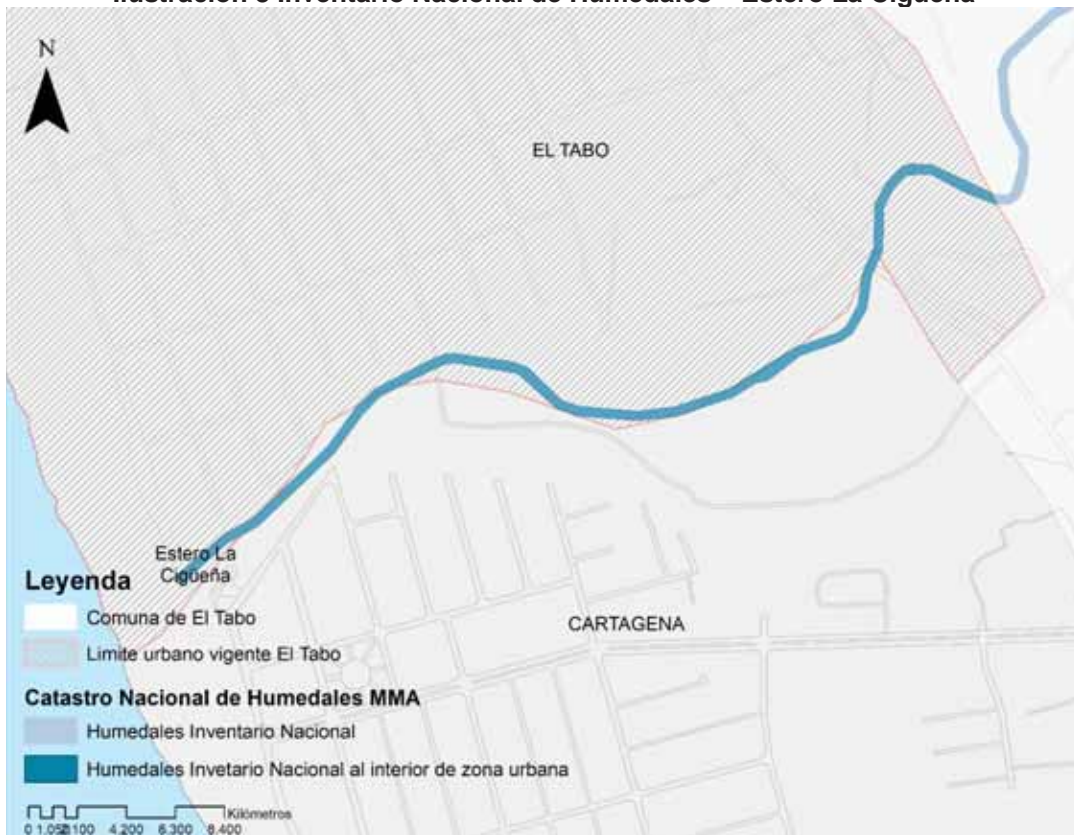 Ilustración 6 Inventario Nacional de Humedales – Estero La Cigüeña
N
EL TABO
Estero La
Cigüeña
CARTAGENA
Leyenda
Comuna de El Tabo
Limite urbano vigente El Tabo
Catastro Nacional de Humedales MMA
Humedales Inventario Nacional
Humedales Invetario Nacional al interior de zona urbana
Kilómetros
4.200 6.300 8.400